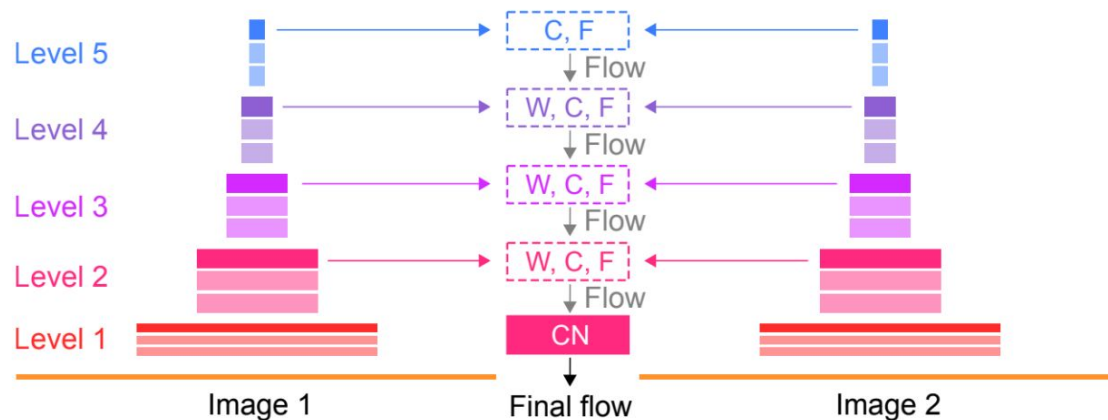 Level 5
C, F
Flow
Level 4
W, C, F
Flow
Level 3
W, C, F
Flow
Level 2
W, C, F
Flow
Level 1
CN
Image 1
Final flow
Image 2